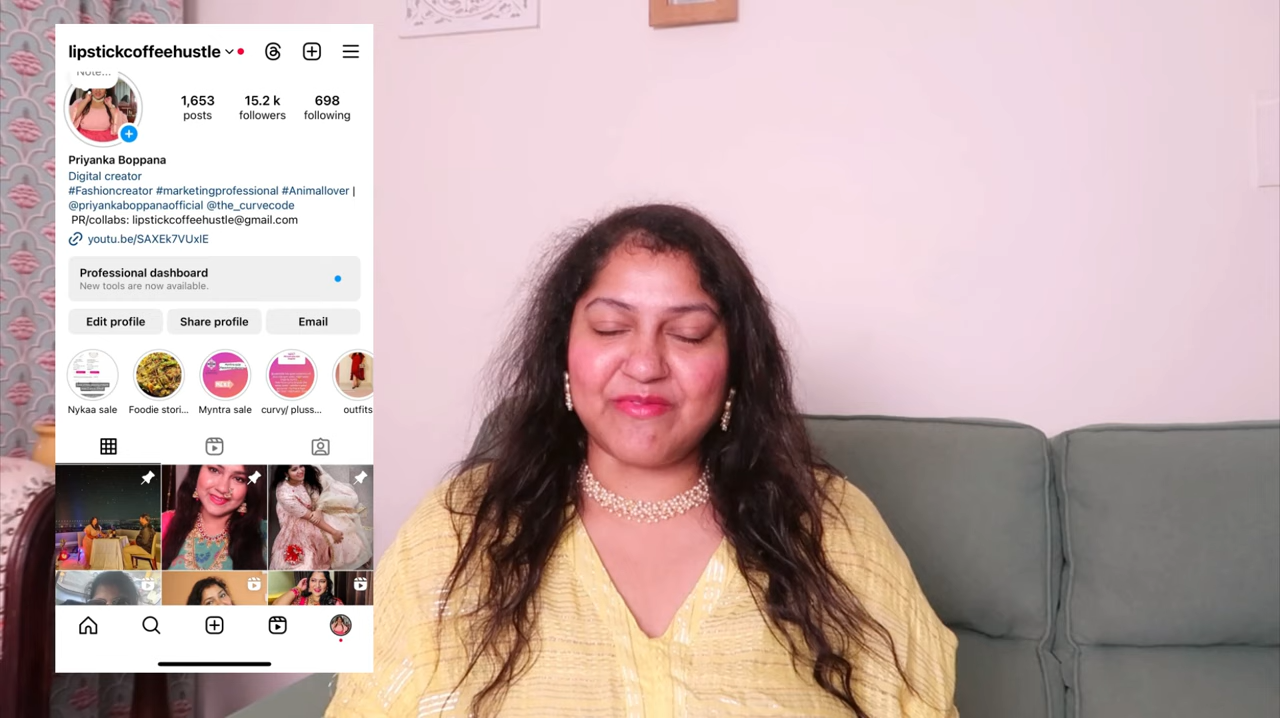 lipstickcoffeehustle
Note...
1,653 15.2 k 698
posts followers following
Priyanka Boppana
Digital creator
#Fashioncreator #marketingprofessional #Animallover |
@priyankaboppanaofficial @the_curvecode
PR/collabs: lipstickcoffeehustle@gmail.com
youtu.be/SAXEk7VUxIE
Professional dashboard
New tools are now available.
Edit profile Share profile Email
Nykaa sale Foodie stori... Myntra sale curvy/ pluss... outfits
NEXT